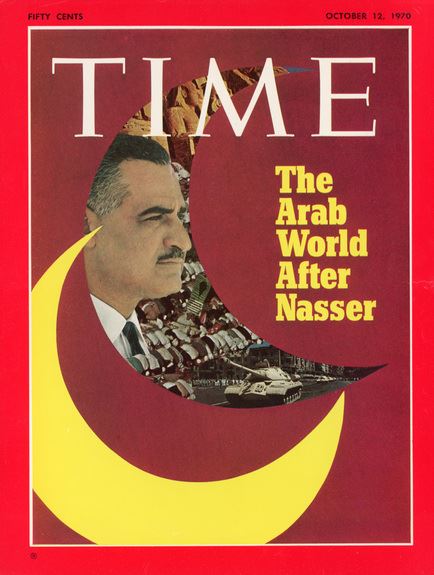 FIFTY CENTS
OCTOBER 12, 1970
TIME
The
Arab
World
After
Nasser
®